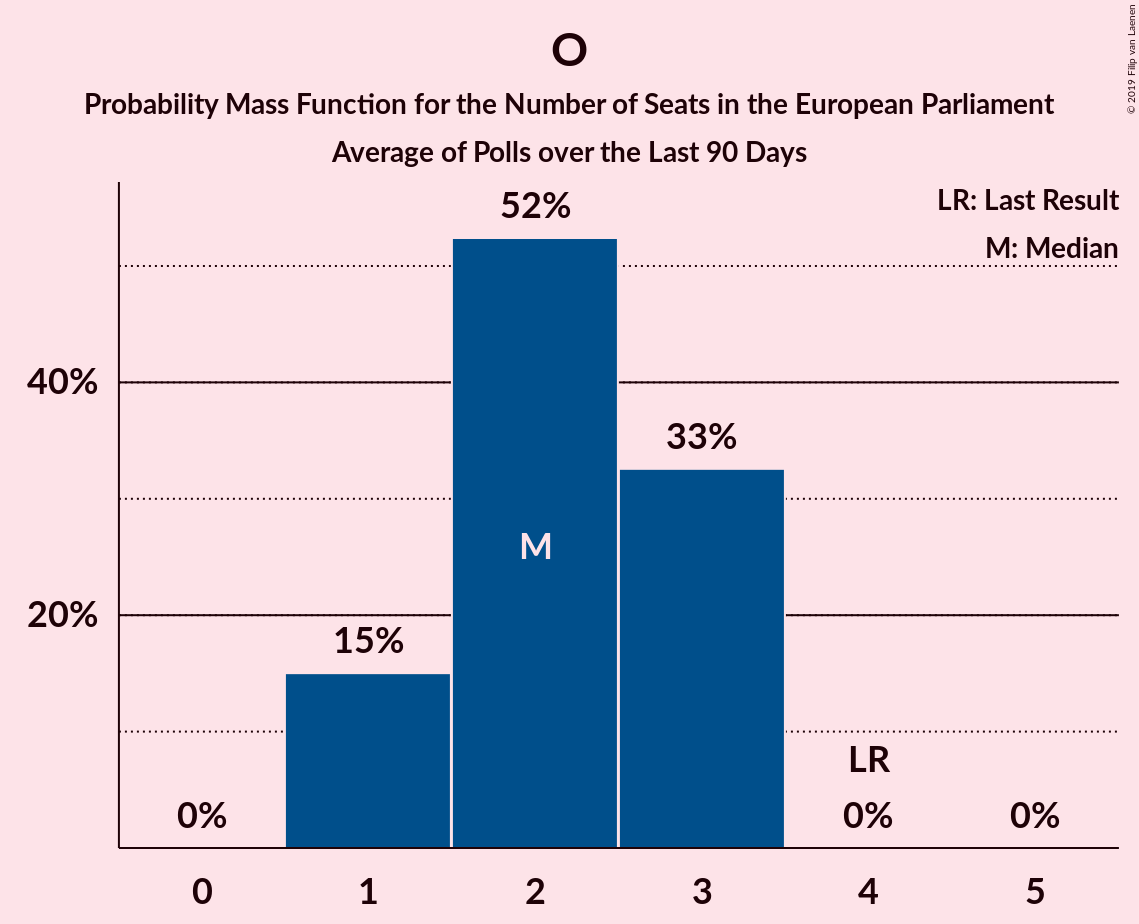 O
Probability Mass Function for the Number of Seats in the European Parliament
Average of Polls over the Last 90 Days
© 2019 Filip van Laenen
LR: Last Result
M: Median
52%
40%
33%
M
20%
15%
LR
0%
0%
0%
0 1 2 3 4 5